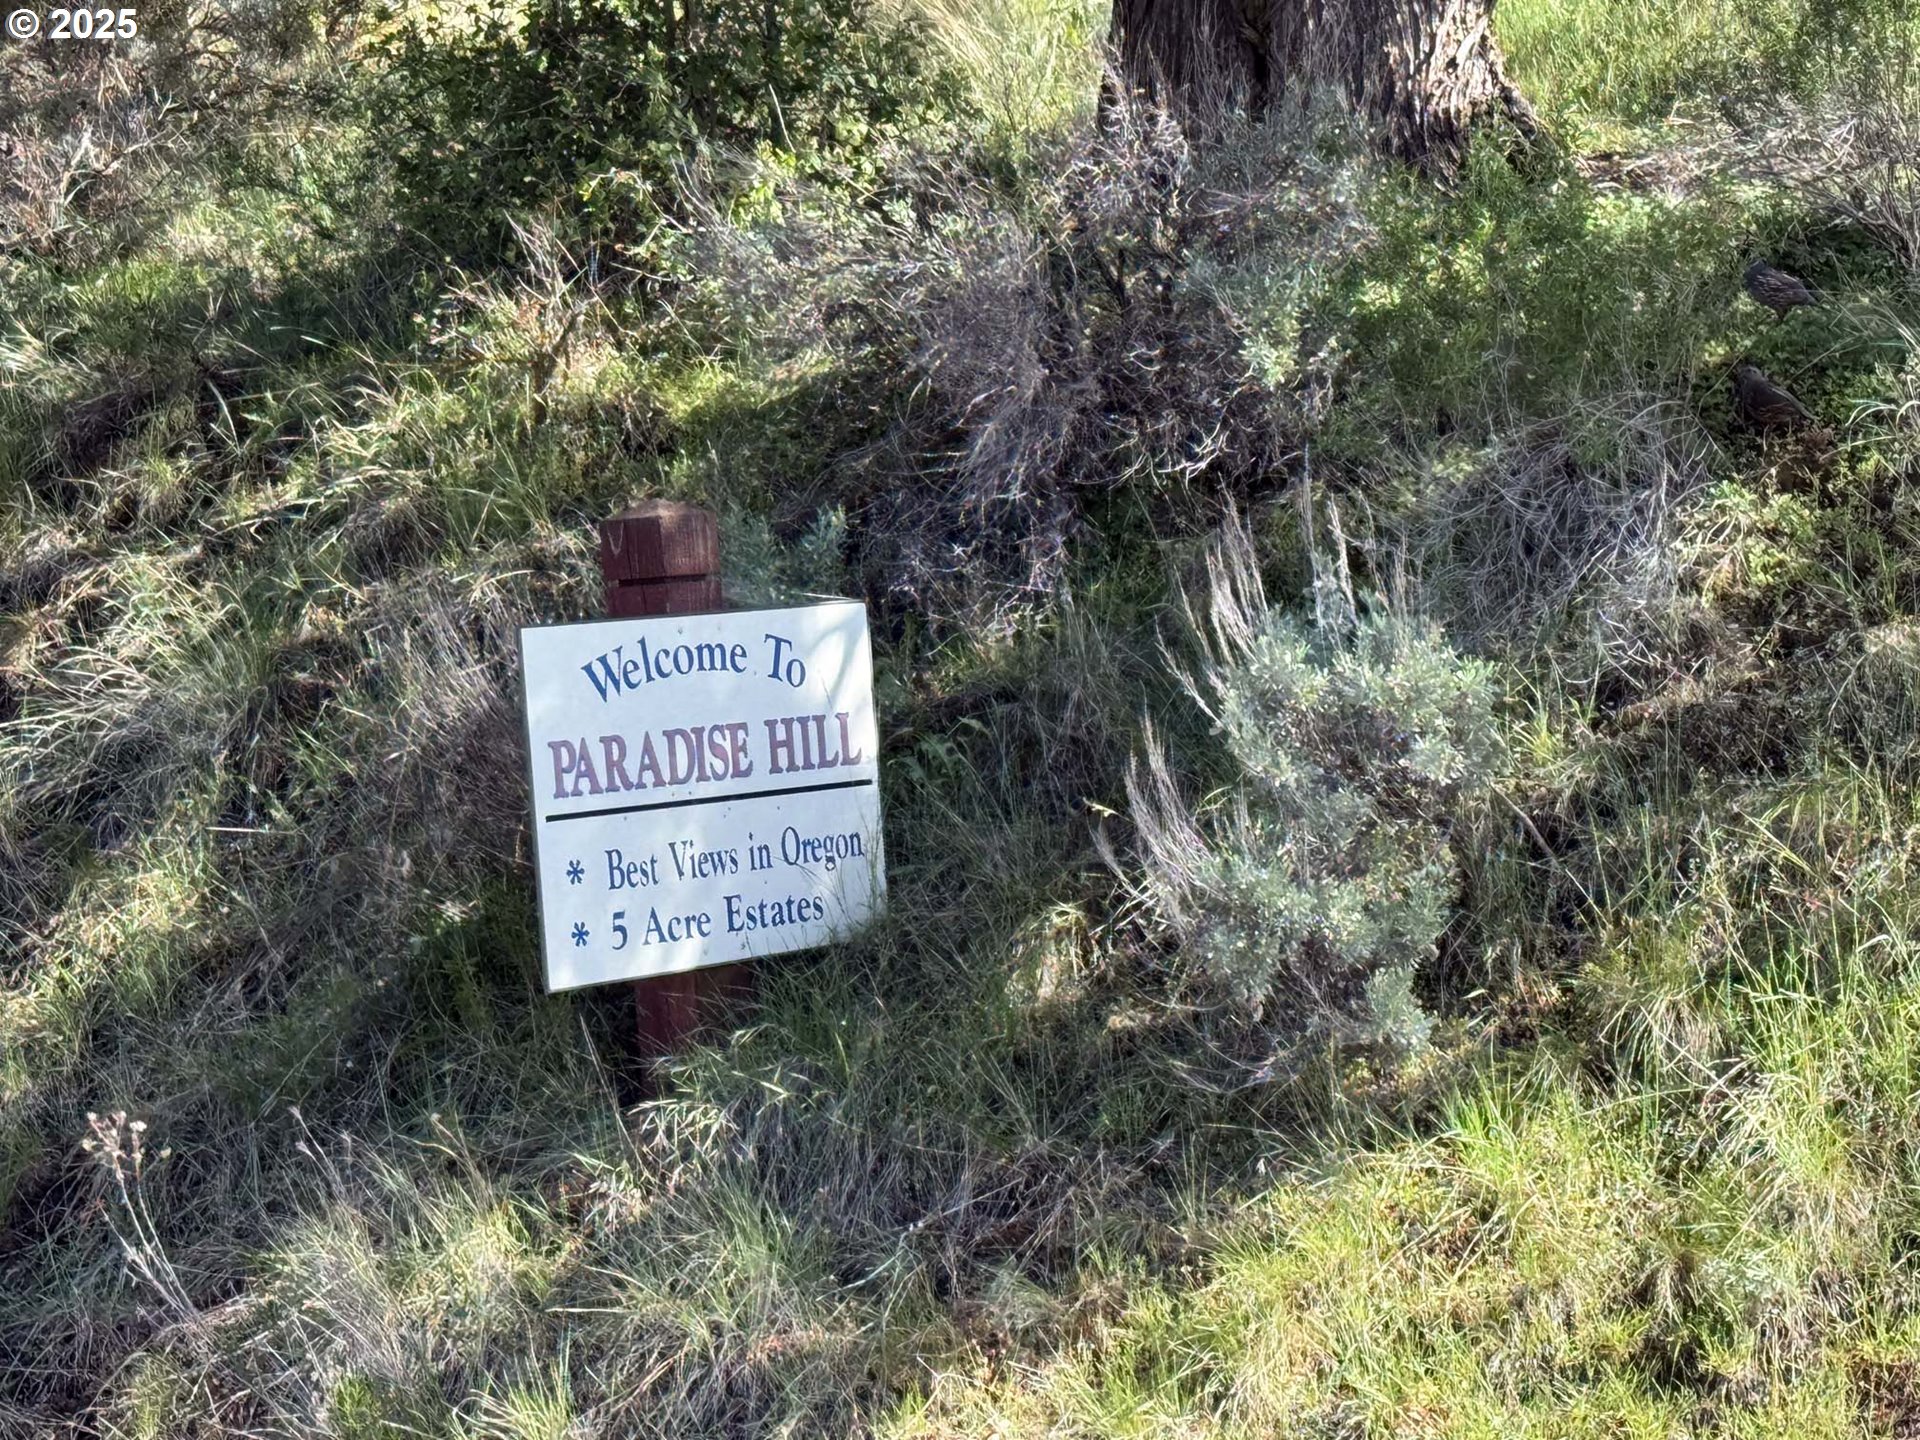 © 2025
Welcome To
PARADISE HILL
* Best Views in Oregon
* 5 Acre Estates